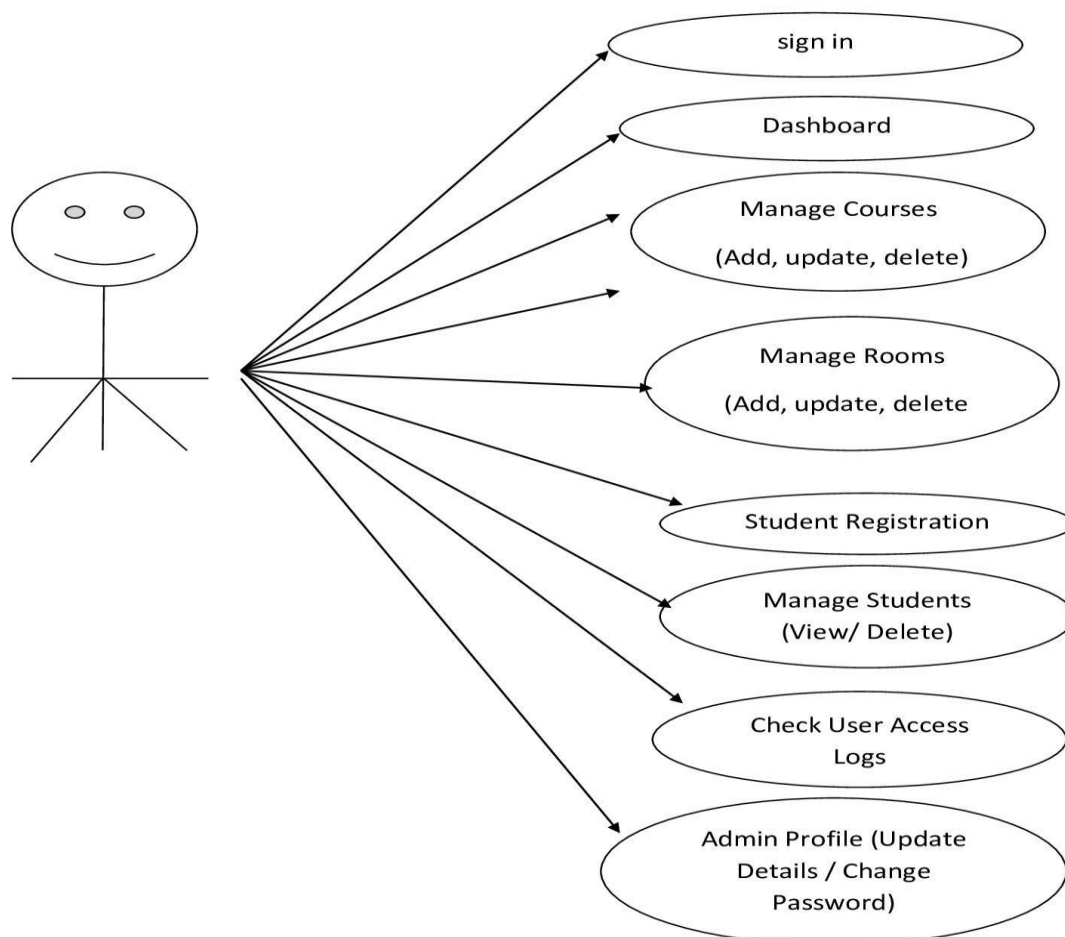 sign in
Dashboard
Manage Courses
(Add, update, delete)
Manage Rooms
(Add, update, delete
Student Registration
Manage Students
(View/ Delete)
Check User Access
Logs
Admin Profile (Update
Details / Change
Password)